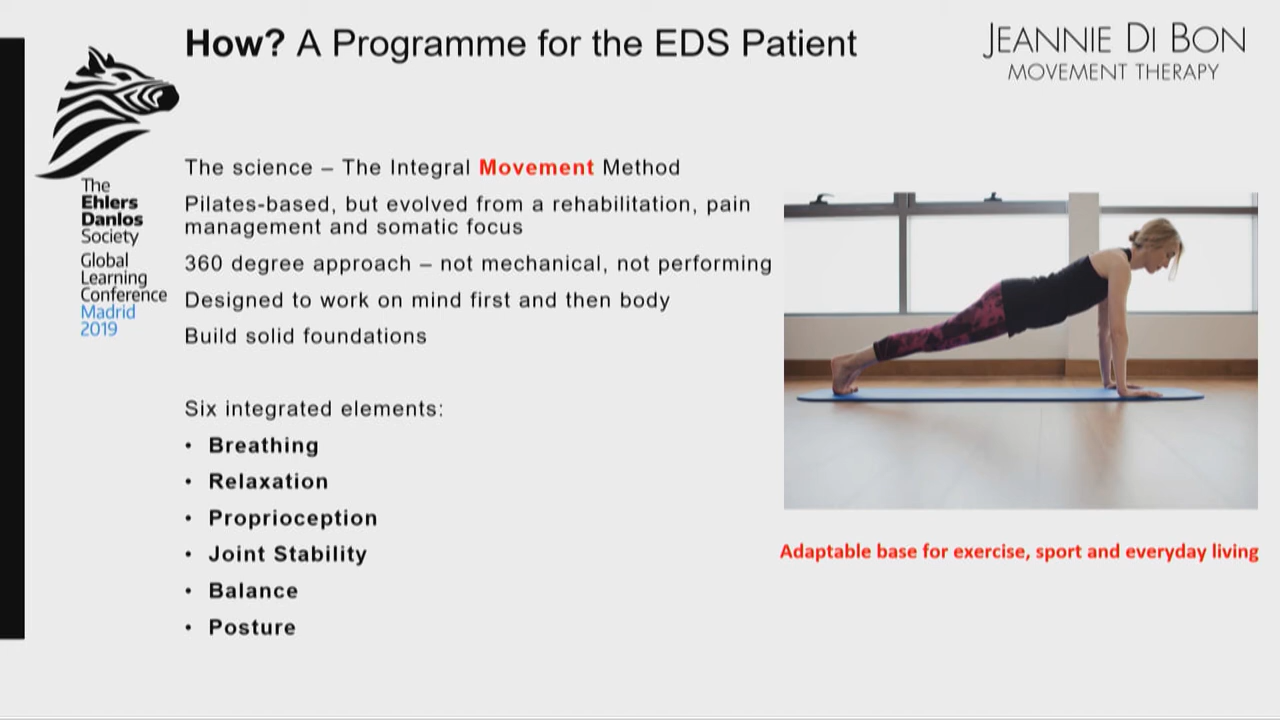 How? A Programme for the EDS Patient
JEANNIE DI BON
MOVEMENT THERAPY
The
Ehlers
Danlos
Society
Global
Learning
Conference
Madrid
2019
The science – The Integral Movement Method
Pilates-based, but evolved from a rehabilitation, pain
management and somatic focus
360 degree approach – not mechanical, not performing
Designed to work on mind first and then body
Build solid foundations
Six integrated elements:
• Breathing
• Relaxation
• Proprioception
• Joint Stability
• Balance
• Posture
Adaptable base for exercise, sport and everyday living